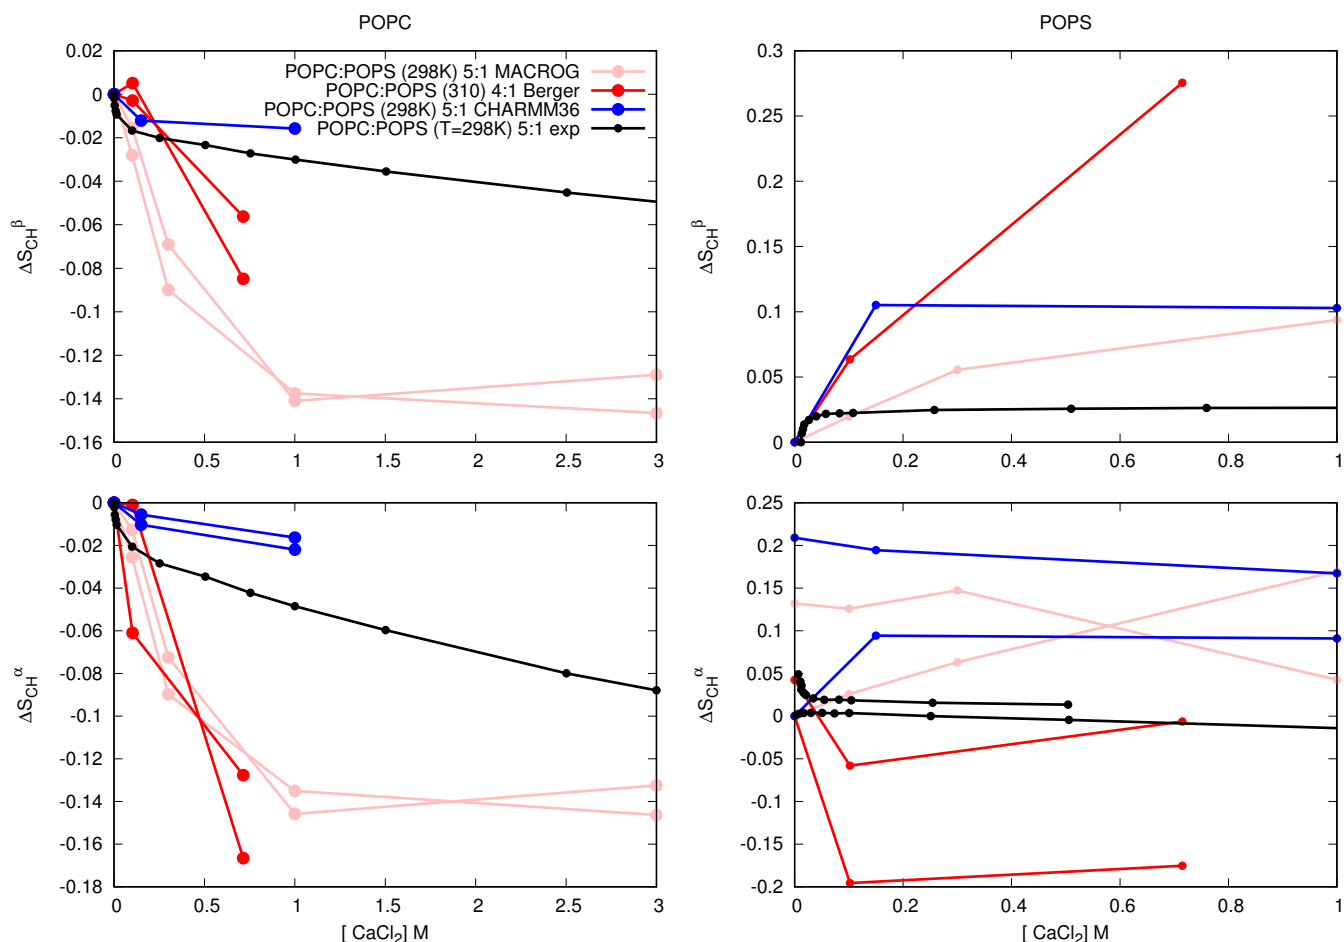 POPC
POPS
0.02
0
-0.02
-0.04
-0.06
-0.08
-0.1
-0.12
-0.14
-0.16
ΔS_CH^β
POPC:POPS (298K) 5:1 MACROG
POPC:POPS (310) 4:1 Berger
POPC:POPS (298K) 5:1 CHARMM36
POPC:POPS (T=298K) 5:1 exp
0 0.5 1 1.5 2 2.5 3
0.3
0.25
0.2
0.15
0.1
0.05
0
ΔS_CH^β
0 0.2 0.4 0.6 0.8 1
0
-0.02
-0.04
-0.06
-0.08
-0.1
-0.12
-0.14
-0.16
-0.18
ΔS_CH^α
0 0.5 1 1.5 2 2.5 3
[ CaCl₂] M
0.25
0.2
0.15
0.1
0.05
0
-0.05
-0.1
-0.15
-0.2
ΔS_CH^α
0 0.2 0.4 0.6 0.8 1
[ CaCl₂] M